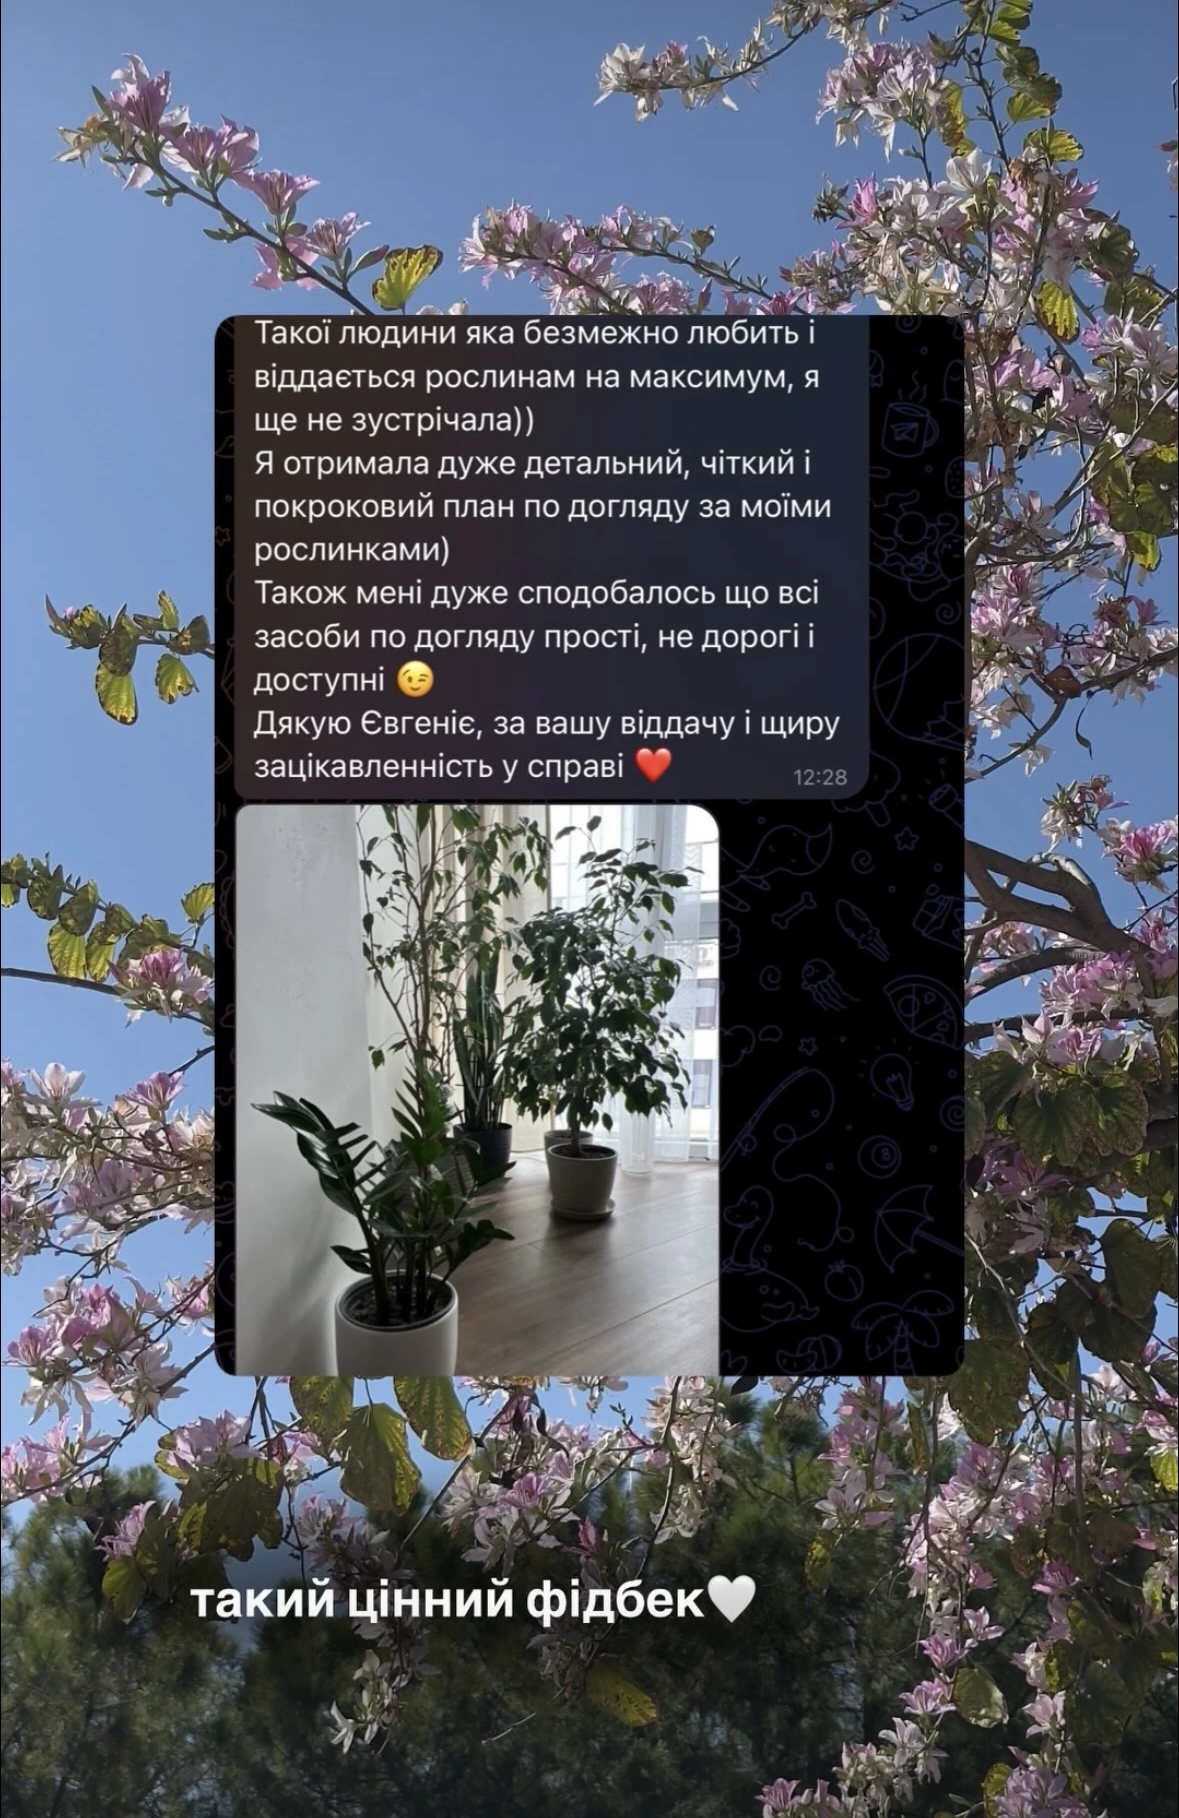 Такої людини яка безмежно любить і
віддається рослинам на максимум, я
ще не зустрічала))
Я отримала дуже детальний, чіткий і
покроковий план по догляду за моїми
рослинками)
Також мені дуже сподобалось що всі
засоби по догляду прості, не дорогі і
доступні 😉
Дякую Євгеніє, за вашу віддачу і щиру
зацікавленність у справі ❤️
12:28
такий цінний фідбек🤍